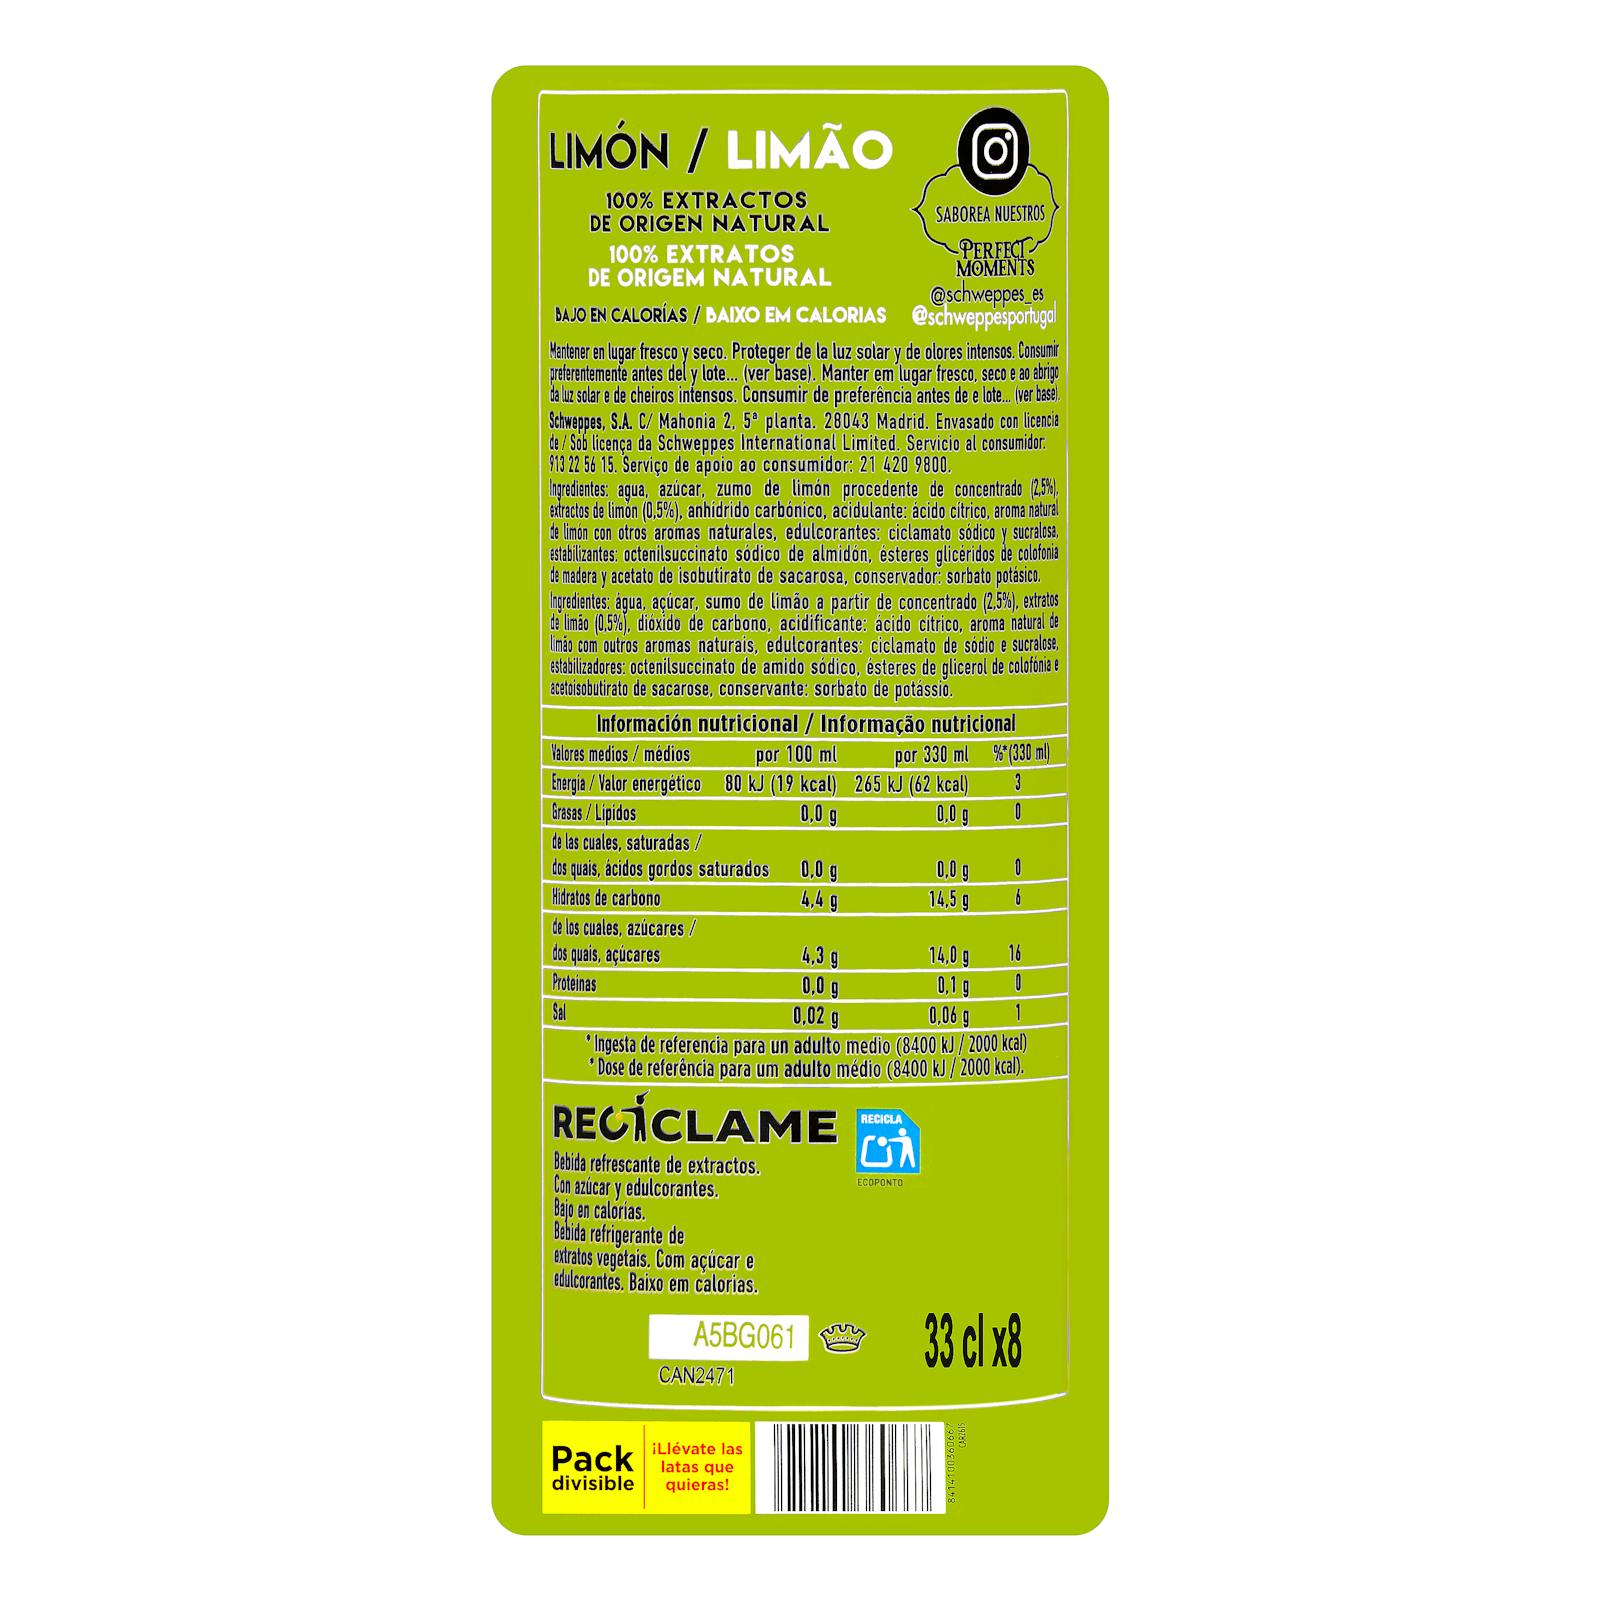 LIMÓN / LIMÃO
100% EXTRACTOS
DE ORIGEN NATURAL
100% EXTRATOS
DE ORIGEM NATURAL
BAJO EN CALORÍAS / BAIXO EM CALORIAS
SABOREA NUESTROS
PERFECT
MOMENTS
@schweppes_es
@schweppesportugal
Mantener en lugar fresco y seco. Proteger de la luz solar y de olores intensos. Consumir
preferentemente antes del y lote... (ver base). Manter em lugar fresco, seco e ao abrigo
da luz solar e de cheiros intensos. Consumir de preferência antes de e lote... (ver base).
Schweppes, S.A. C/ Mahonia 2, 5ª planta. 28043 Madrid. Envasado con licencia
de / Sob licença da Schweppes International Limited. Servicio al consumidor:
913 22 56 15. Serviço de apoio ao consumidor: 21 420 9800.
Ingredientes: agua, azúcar, zumo de limón procedente de concentrado (2,5%),
extractos de limón (0,5%), anhídrido carbónico, acidulante: ácido cítrico, aroma natural
de limón con otros aromas naturales, edulcorantes: ciclamato sódico y sucralosa,
estabilizantes: octenilsuccinato sódico de almidón, ésteres glicéridos de colofonia
de madera y acetato de isobutirato de sacarosa, conservador: sorbato potásico.
Ingredientes: água, açúcar, sumo de limão a partir de concentrado (2,5%), extratos
de limão (0,5%), dióxido de carbono, acidificante: ácido cítrico, aroma natural de
limão com outros aromas naturais, edulcorantes: ciclamato de sódio e sucralose,
estabilizadores: octenilsuccinato de amido sódico, ésteres de glicerol de colofónia e
acetoisobutirato de sacarose, conservante: sorbato de potássio.
Información nutricional / Informação nutricional
Valores medios / médios por 100 ml por 330 ml %*(330 ml)
Energía / Valor energético 80 kJ (19 kcal) 265 kJ (62 kcal) 3
Grasas / Lípidos 0,0 g 0,0 g 0
de las cuales, saturadas /
dos quais, ácidos gordos saturados 0,0 g 0,0 g 0
Hidratos de carbono 4,4 g 14,5 g 6
de los cuales, azúcares /
dos quais, açúcares 4,3 g 14,0 g 16
Proteínas 0,0 g 0,1 g 0
Sal 0,02 g 0,06 g 1
* Ingesta de referencia para un adulto medio (8400 kJ / 2000 kcal)
* Dose de referência para um adulto médio (8400 kJ / 2000 kcal).
RECICLAME
RECICLA
ECOPONTO
Bebida refrescante de extractos.
Con azúcar y edulcorantes.
Bajo en calorías.
Bebida refrigerante de
extratos vegetais. Com açúcar e
edulcorantes. Baixo em calorias.
A5BG061
CAN2471
33 cl x8
Pack
divisible
¡Llévate las
latas que
quieras!
8414100360667
CAR2615